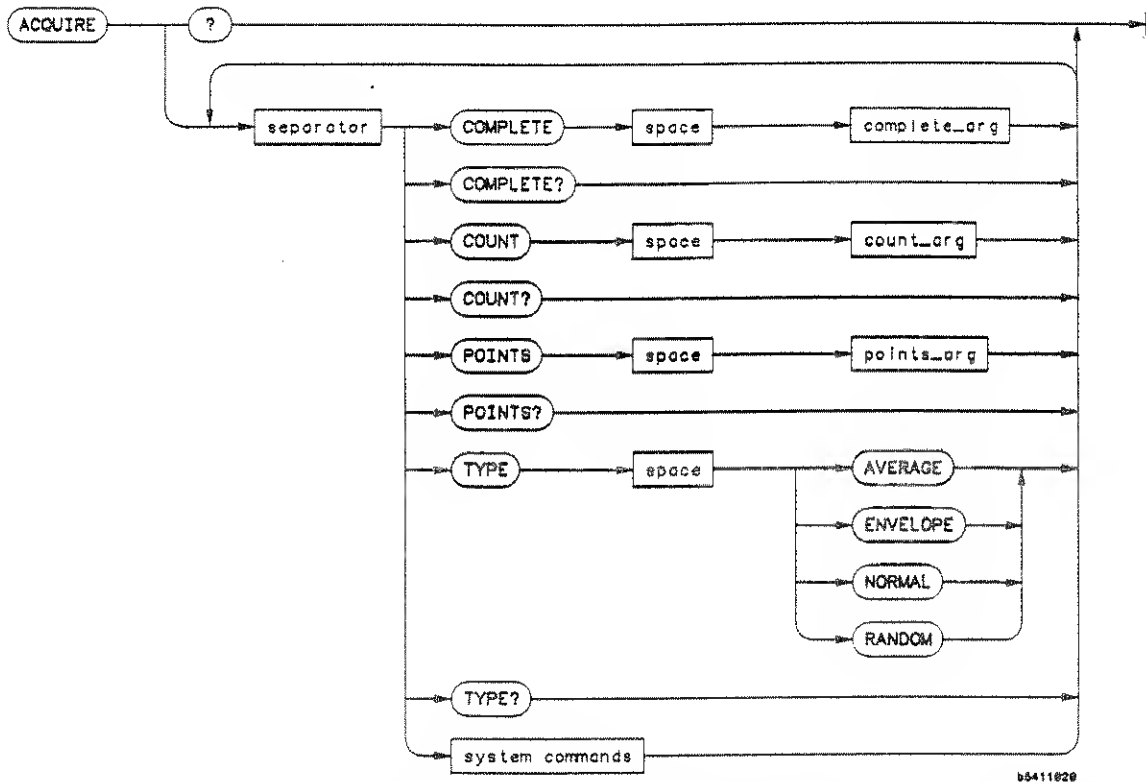 ACQUIRE ?
separator COMPLETE space complete_arg
COMPLETE?
COUNT space count_arg
COUNT?
POINTS space points_arg
POINTS?
TYPE space AVERAGE
ENVELOPE
NORMAL
RANDOM
TYPE?
system commands
b5411020